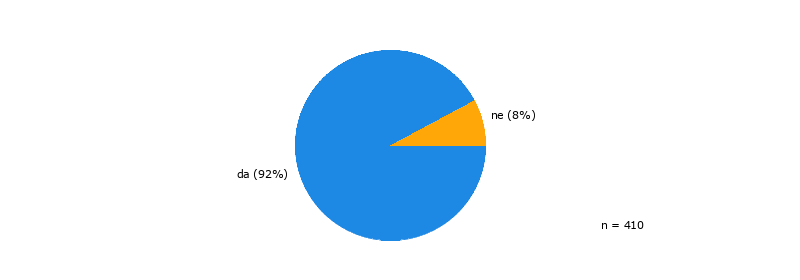 ne (8%)
da (92%)
n = 410